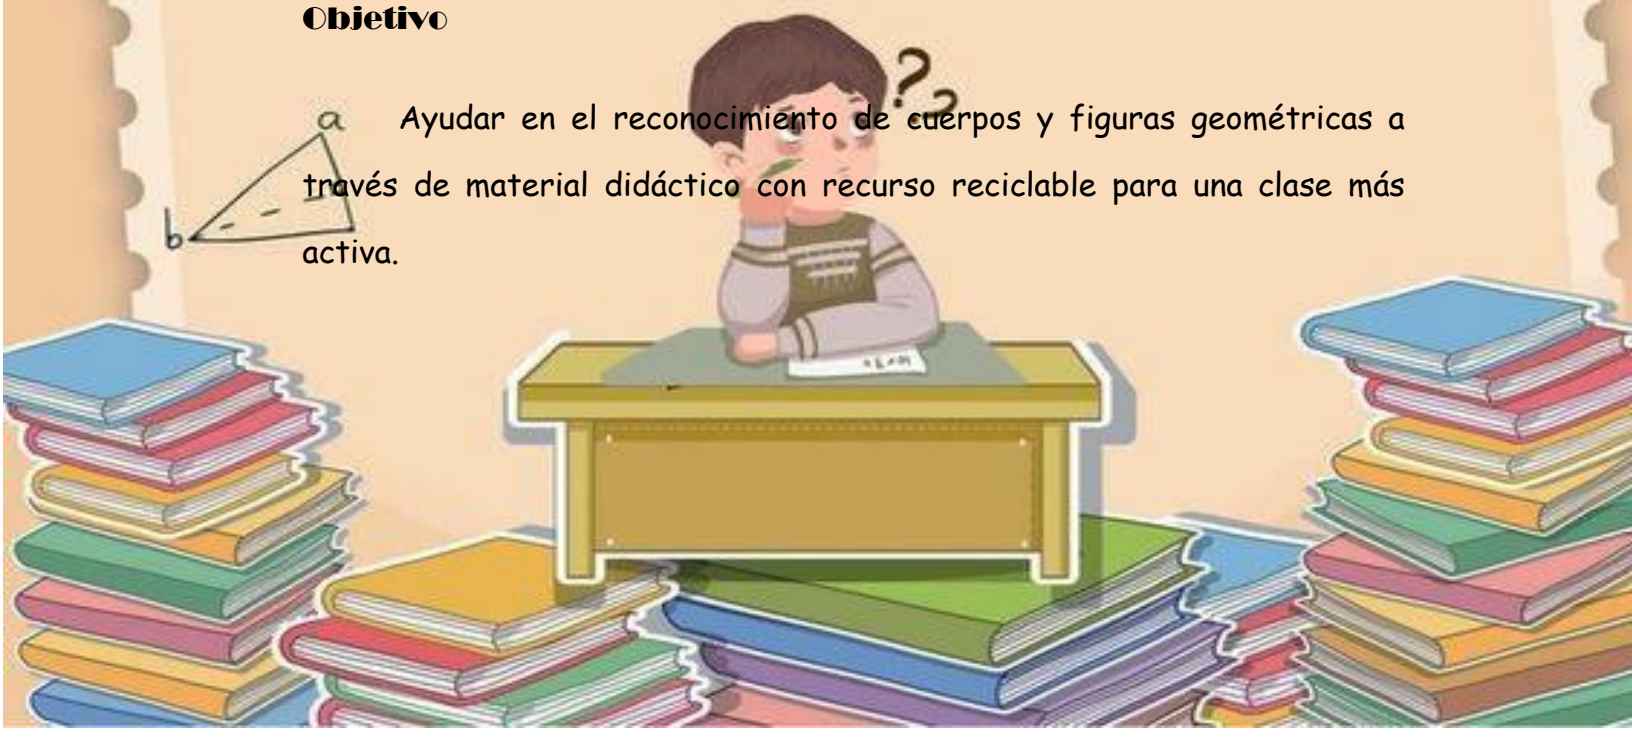 Objetivo
Ayudar en el reconocimiento de cuerpos y figuras geométricas a
través de material didáctico con recurso reciclable para una clase más
activa.
??
a
b